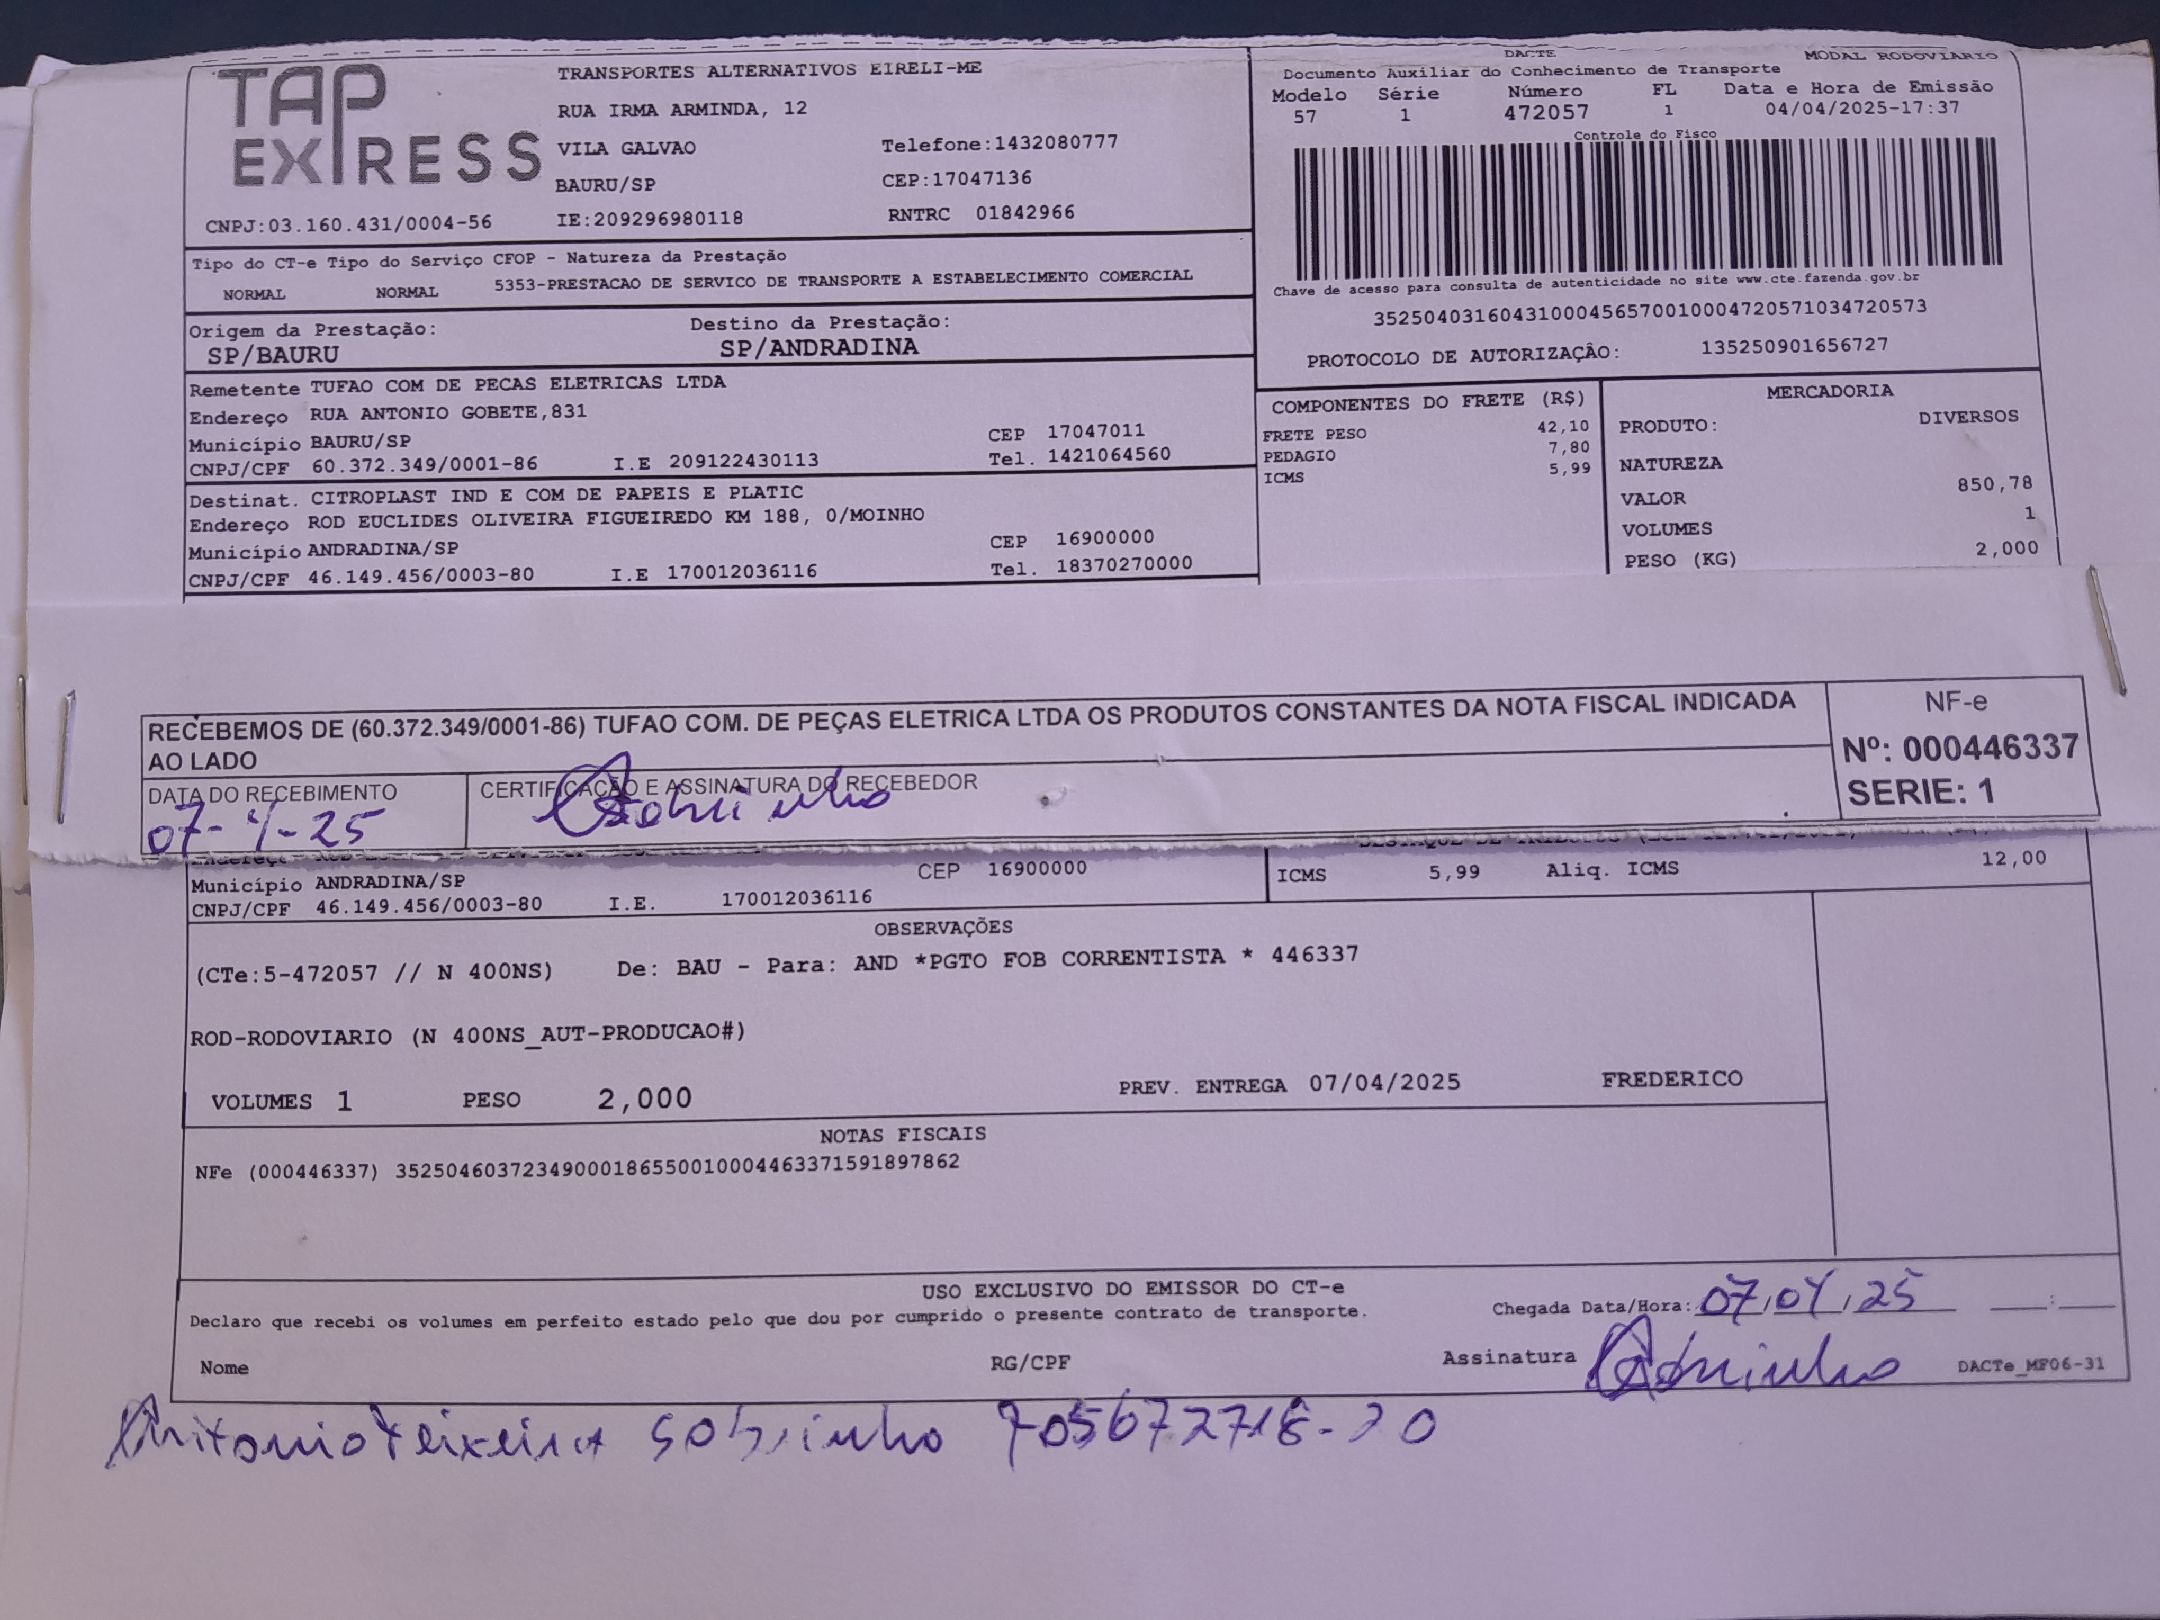 TAP EXPRESS
TRANSPORTES ALTERNATIVOS EIRELI-ME
RUA IRMA ARMINDA, 12
VILA GALVAO Telefone:1432080777
BAURU/SP CEP:17047136
CNPJ:03.160.431/0004-56 IE:209296980118 RNTRC 01842966
DACTE MODAL RODOVIARIO
Documento Auxiliar do Conhecimento de Transporte
Modelo Série Número FL Data e Hora de Emissão
57 1 472057 1 04/04/2025-17:37
Controle do Fisco
Chave de acesso para consulta de autenticidade no site www.cte.fazenda.gov.br
35250403160431000456570010004720571034720573
PROTOCOLO DE AUTORIZAÇÃO: 135250901656727
Tipo do CT-e Tipo do Serviço CFOP - Natureza da Prestação
NORMAL NORMAL 5353-PRESTACAO DE SERVICO DE TRANSPORTE A ESTABELECIMENTO COMERCIAL
Origem da Prestação: Destino da Prestação:
SP/BAURU SP/ANDRADINA
Remetente TUFAO COM DE PECAS ELETRICAS LTDA
Endereço RUA ANTONIO GOBETE,831
Município BAURU/SP CEP 17047011
CNPJ/CPF 60.372.349/0001-86 I.E 209122430113 Tel. 1421064560
Destinat. CITROPLAST IND E COM DE PAPEIS E PLATIC
Endereço ROD EUCLIDES OLIVEIRA FIGUEIREDO KM 188, 0/MOINHO
Município ANDRADINA/SP CEP 16900000
CNPJ/CPF 46.149.456/0003-80 I.E 170012036116 Tel. 18370270000
COMPONENTES DO FRETE (R$)
FRETE PESO 42,10
PEDAGIO 7,80
ICMS 5,99
MERCADORIA
PRODUTO: DIVERSOS
NATUREZA
VALOR 850,78
VOLUMES 1
PESO (KG) 2,000
RECEBEMOS DE (60.372.349/0001-86) TUFAO COM. DE PEÇAS ELETRICA LTDA OS PRODUTOS CONSTANTES DA NOTA FISCAL INDICADA
AO LADO
NF-e
Nº: 000446337
SERIE: 1
DATA DO RECEBIMENTO CERTIFICAÇÃO E ASSINATURA DO RECEBEDOR
07-4-25 Sobrinho
Município ANDRADINA/SP CEP 16900000
CNPJ/CPF 46.149.456/0003-80 I.E. 170012036116
ICMS 5,99 Aliq. ICMS 12,00
OBSERVAÇÕES
(CTe:5-472057 // N 400NS) De: BAU - Para: AND *PGTO FOB CORRENTISTA * 446337
ROD-RODOVIARIO (N 400NS_AUT-PRODUCAO#)
VOLUMES 1 PESO 2,000 PREV. ENTREGA 07/04/2025 FREDERICO
NOTAS FISCAIS
NFe (000446337) 35250460372349000186550010004463371591897862
USO EXCLUSIVO DO EMISSOR DO CT-e
Declaro que recebi os volumes em perfeito estado pelo que dou por cumprido o presente contrato de transporte.
Chegada Data/Hora: 07/04/25 __:__
Nome RG/CPF Assinatura Sobrinho DACTe_MF06-31
Antonio Teixeira Sobrinho 705672718-20